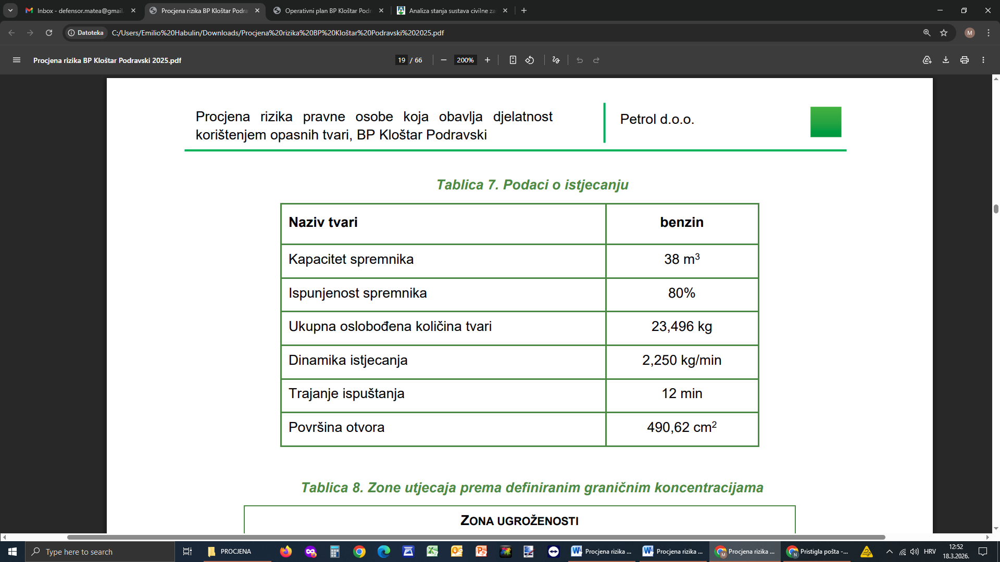 Inbox - defensor.matea@gmail.
Procjena rizika BP Kloštar Podra
Operativni plan BP Kloštar Podr
Analiza stanja sustava civilne za
Datoteka
C:/Users/Emilio%20Habulin/Downloads/Procjena%20rizika%20BP%20Kloštar%20Podravski%202025.pdf
M
Procjena rizika BP Kloštar Podravski 2025.pdf
19 / 66
200%
Procjena rizika pravne osobe koja obavlja djelatnost
korištenjem opasnih tvari, BP Kloštar Podravski
Petrol d.o.o.
Tablica 7. Podaci o istjecanju
Naziv tvari benzin
Kapacitet spremnika 38 m³
Ispunjenost spremnika 80%
Ukupna oslobođena količina tvari 23,496 kg
Dinamika istjecanja 2,250 kg/min
Trajanje ispuštanja 12 min
Površina otvora 490,62 cm²
Tablica 8. Zone utjecaja prema definiranim graničnim koncentracijama
ZONA UGROŽENOSTI
Type here to search
PROCJENA
Procjena rizika ...
Procjena rizika ...
Procjena rizika ...
Pristigla pošta -...
HRV
12:52
18.3.2026.